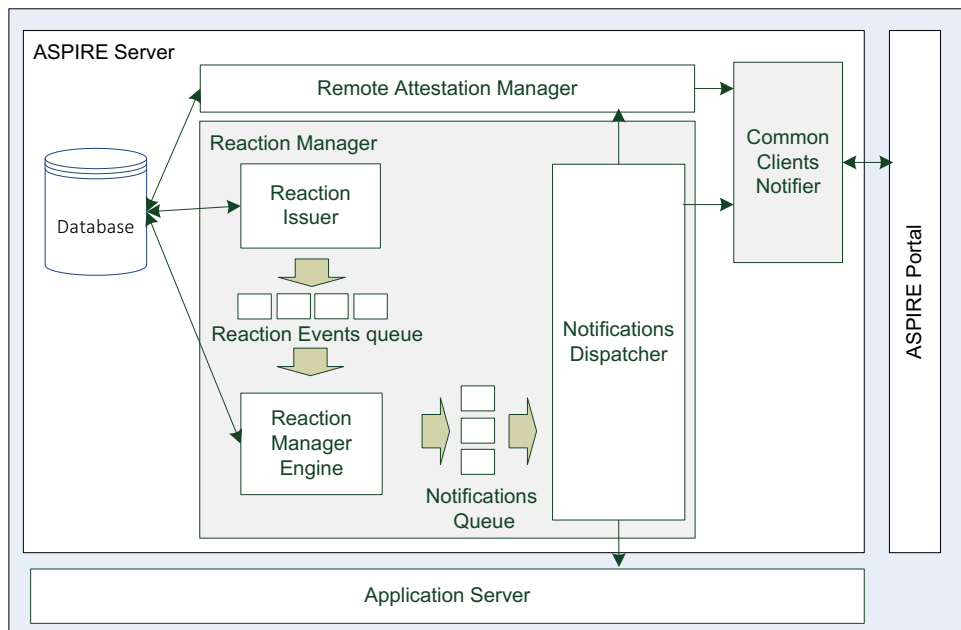 ASPIRE Server
Remote Attestation Manager
Reaction Manager
Reaction
Issuer
Database
Reaction Events queue
Reaction
Manager
Engine
Notifications
Queue
Notifications
Dispatcher
Common
Clients
Notifier
ASPIRE Portal
Application Server